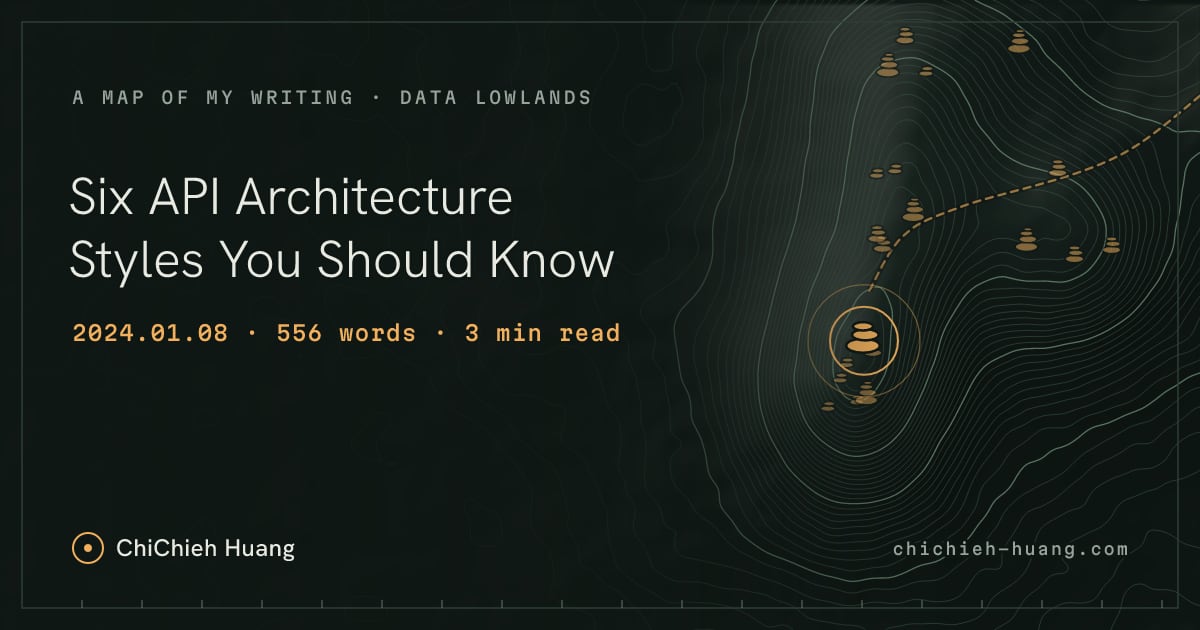 A MAP OF MY WRITING · DATA LOWLANDS
Six API Architecture
Styles You Should Know
2024.01.08 · 556 words · 3 min read
ChiChieh Huang
chichieh-huang.com